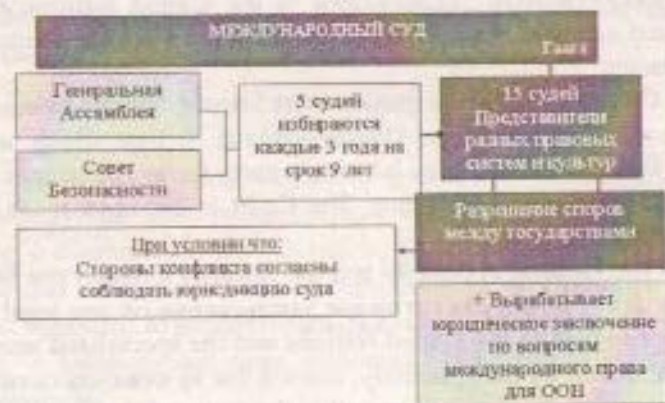 МЕЖДУНАРОДНЫЙ СУД
Гаага
Генеральная
Ассамблея
Совет
Безопасности
5 судей
избираются
каждые 3 года на
срок 9 лет
15 судей
Представители
разных правовых
систем и культур
Разрешение споров
между государствами
При условии что:
Стороны конфликта согласны
соблюдать юрисдикцию суда
+ Вырабатывает
юридическое заключение
по вопросам
международного права
для ООН